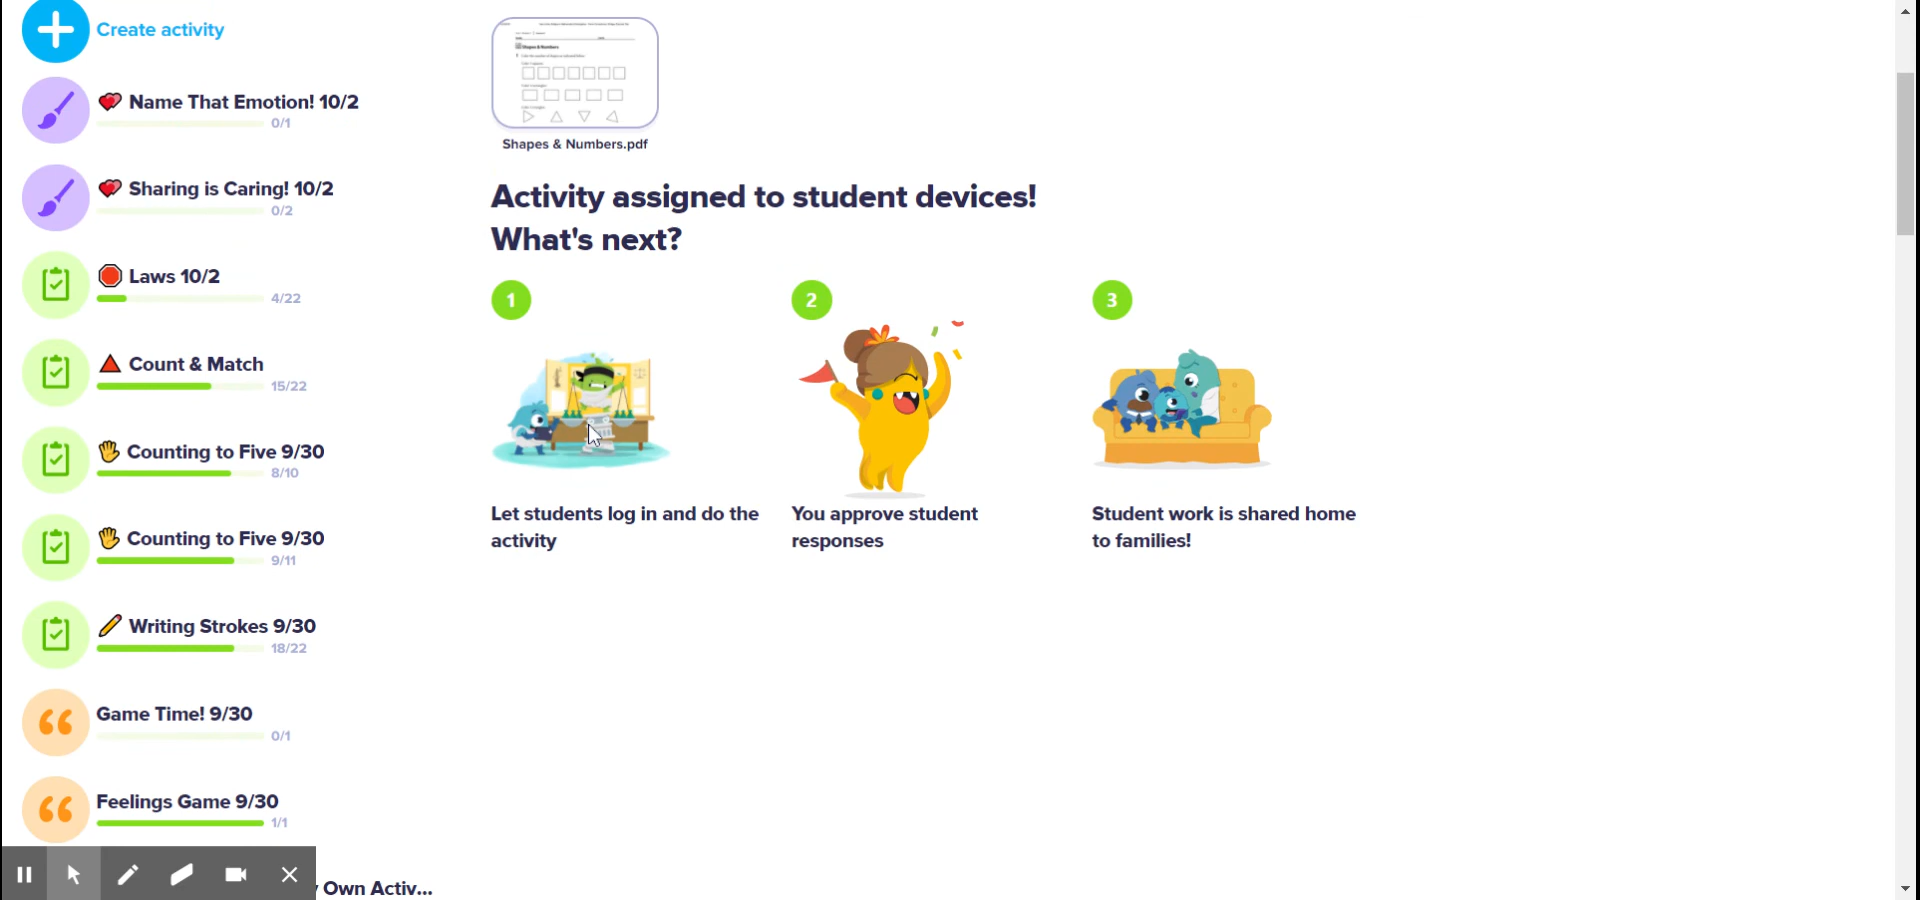 Create activity
Name That Emotion! 10/2
0/1
Sharing is Caring! 10/2
0/2
Laws 10/2
4/22
Count & Match
15/22
Counting to Five 9/30
8/10
Counting to Five 9/30
9/11
Writing Strokes 9/30
18/22
Game Time! 9/30
0/1
Feelings Game 9/30
1/1
Own Activ...
Shapes & Numbers
Shapes & Numbers.pdf
Activity assigned to student devices!
What's next?
1
Let students log in and do the
activity
2
You approve student
responses
3
Student work is shared home
to families!